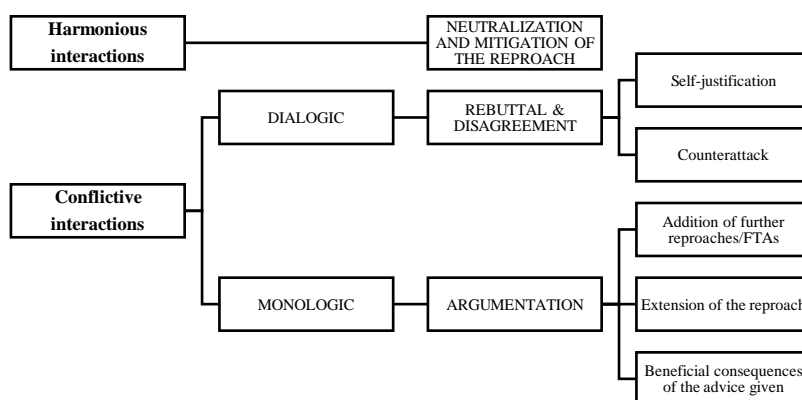 Harmonious
interactions
NEUTRALIZATION
AND MITIGATION OF
THE REPROACH
Self-justification
DIALOGIC
REBUTTAL &
DISAGREEMENT
Counterattack
Conflictive
interactions
Addition of further
reproaches/FTAs
MONOLOGIC
ARGUMENTATION
Extension of the reproach
Beneficial consequences
of the advice given